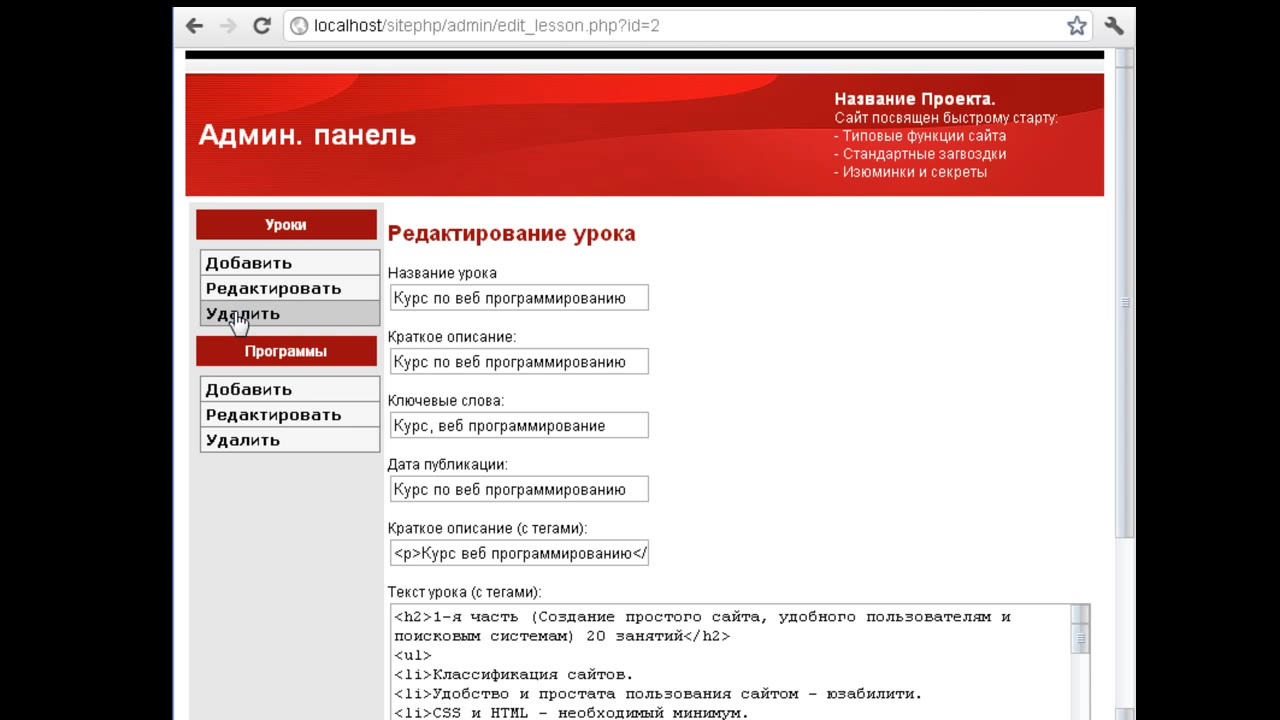 localhost/sitephp/admin/edit_lesson.php?id=2
Админ. панель
Название Проекта.
Сайт посвящен быстрому старту:
- Типовые функции сайта
- Стандартные загвоздки
- Изюминки и секреты
Уроки
Добавить
Редактировать
Удалить
Программы
Добавить
Редактировать
Удалить
Редактирование урока
Название урока
Курс по веб программированию
Краткое описание:
Курс по веб программированию
Ключевые слова:
Курс, веб программирование
Дата публикации:
Курс по веб программированию
Краткое описание (с тегами):
<p>Курс веб программированию</
Текст урока (с тегами):
<h2>1-я часть (Создание простого сайта, удобного пользователям и
поисковым системам) 20 занятий</h2>
<ul>
<li>Классификация сайтов.
<li>Удобство и простата пользования сайтом - юзабилити.
<li>CSS и HTML - необходимый минимум.